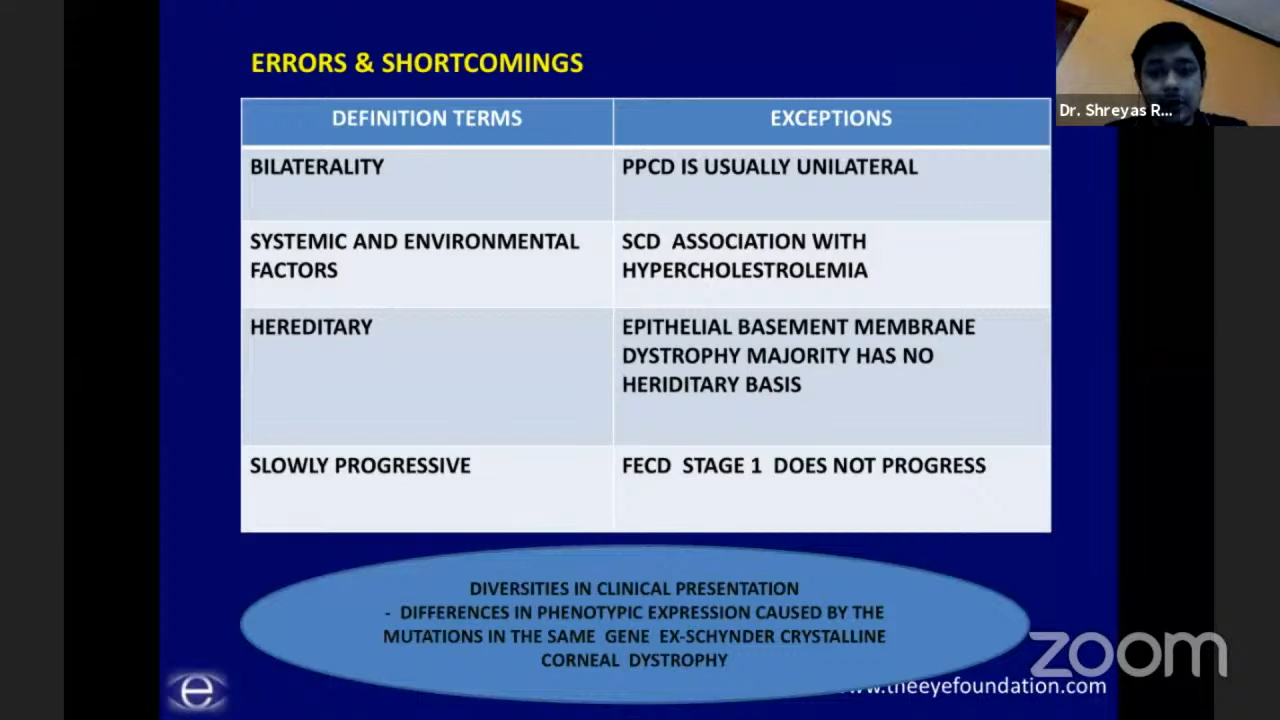 ERRORS & SHORTCOMINGS
Dr. Shreyas R...
DEFINITION TERMS
EXCEPTIONS
BILATERALITY
PPCD IS USUALLY UNILATERAL
SYSTEMIC AND ENVIRONMENTAL
FACTORS
SCD ASSOCIATION WITH
HYPERCHOLESTROLEMIA
HEREDITARY
EPITHELIAL BASEMENT MEMBRANE
DYSTROPHY MAJORITY HAS NO
HERIDITARY BASIS
SLOWLY PROGRESSIVE
FECD STAGE 1 DOES NOT PROGRESS
DIVERSITIES IN CLINICAL PRESENTATION
- DIFFERENCES IN PHENOTYPIC EXPRESSION CAUSED BY THE
MUTATIONS IN THE SAME GENE EX-SCHYNDER CRYSTALLINE
CORNEAL DYSTROPHY
zoom
e
www.theeyefoundation.com